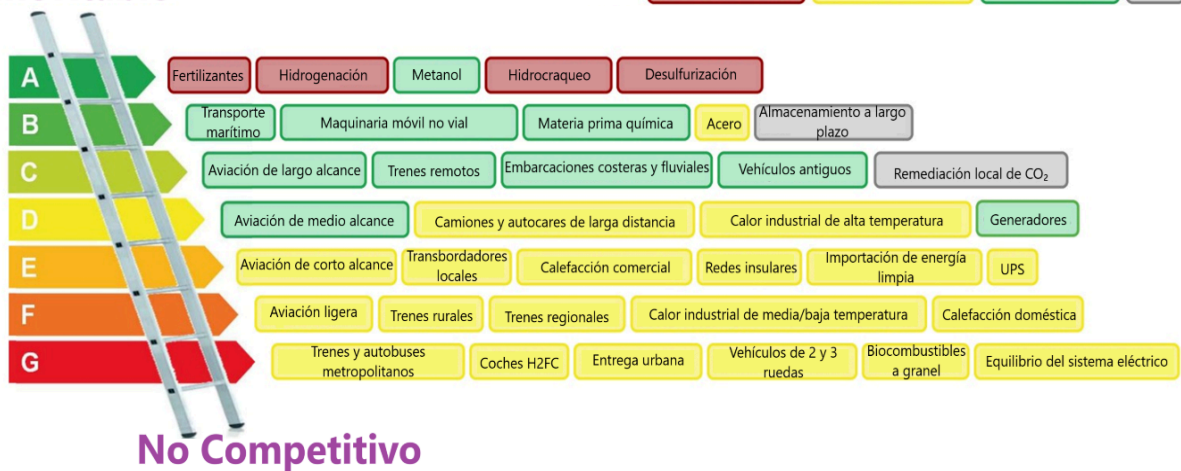 A
Fertilizantes
Hidrogenación
Metanol
Hidrocraqueo
Desulfurización
B
Transporte
marítimo
Maquinaria móvil no vial
Materia prima química
Acero
Almacenamiento a largo
plazo
C
Aviación de largo alcance
Trenes remotos
Embarcaciones costeras y fluviales
Vehículos antiguos
Remediación local de CO₂
D
Aviación de medio alcance
Camiones y autocares de larga distancia
Calor industrial de alta temperatura
Generadores
E
Aviación de corto alcance
Transbordadores
locales
Calefacción comercial
Redes insulares
Importación de energía
limpia
UPS
F
Aviación ligera
Trenes rurales
Trenes regionales
Calor industrial de media/baja temperatura
Calefacción doméstica
G
Trenes y autobuses
metropolitanos
Coches H2FC
Entrega urbana
Vehículos de 2 y 3
ruedas
Biocombustibles
a granel
Equilibrio del sistema eléctrico
No Competitivo